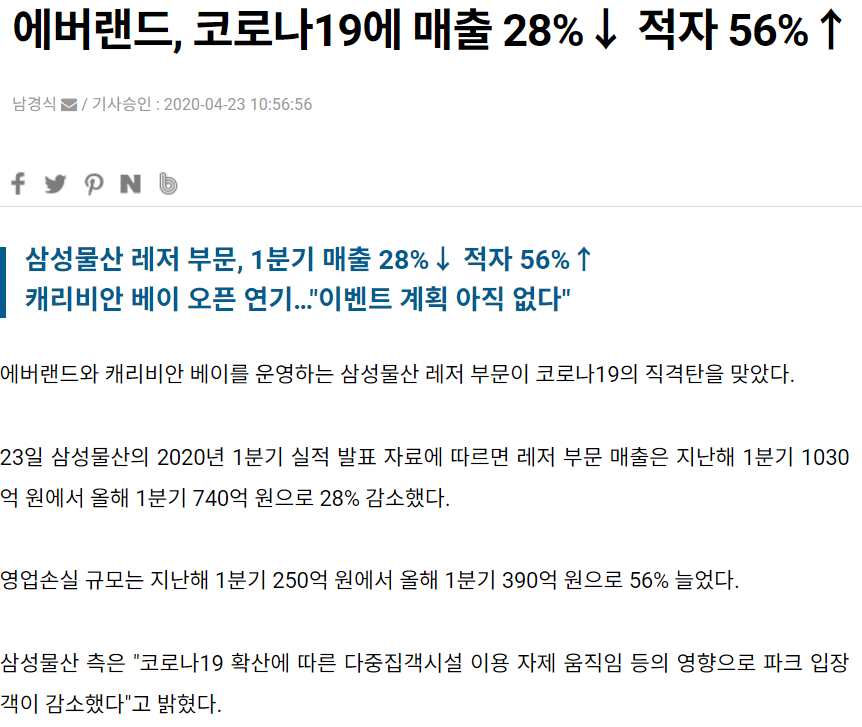 에버랜드, 코로나19에 매출 28%↓ 적자 56%↑
남경식 / 기사승인 : 2020-04-23 10:56:56
삼성물산 레저 부문, 1분기 매출 28%↓ 적자 56%↑
캐리비안 베이 오픈 연기..."이벤트 계획 아직 없다"
에버랜드와 캐리비안 베이를 운영하는 삼성물산 레저 부문이 코로나19의 직격탄을 맞았다.
23일 삼성물산의 2020년 1분기 실적 발표 자료에 따르면 레저 부문 매출은 지난해 1분기 1030
억 원에서 올해 1분기 740억 원으로 28% 감소했다.
영업손실 규모는 지난해 1분기 250억 원에서 올해 1분기 390억 원으로 56% 늘었다.
삼성물산 측은 "코로나19 확산에 따른 다중집객시설 이용 자제 움직임 등의 영향으로 파크 입장
객이 감소했다"고 밝혔다.